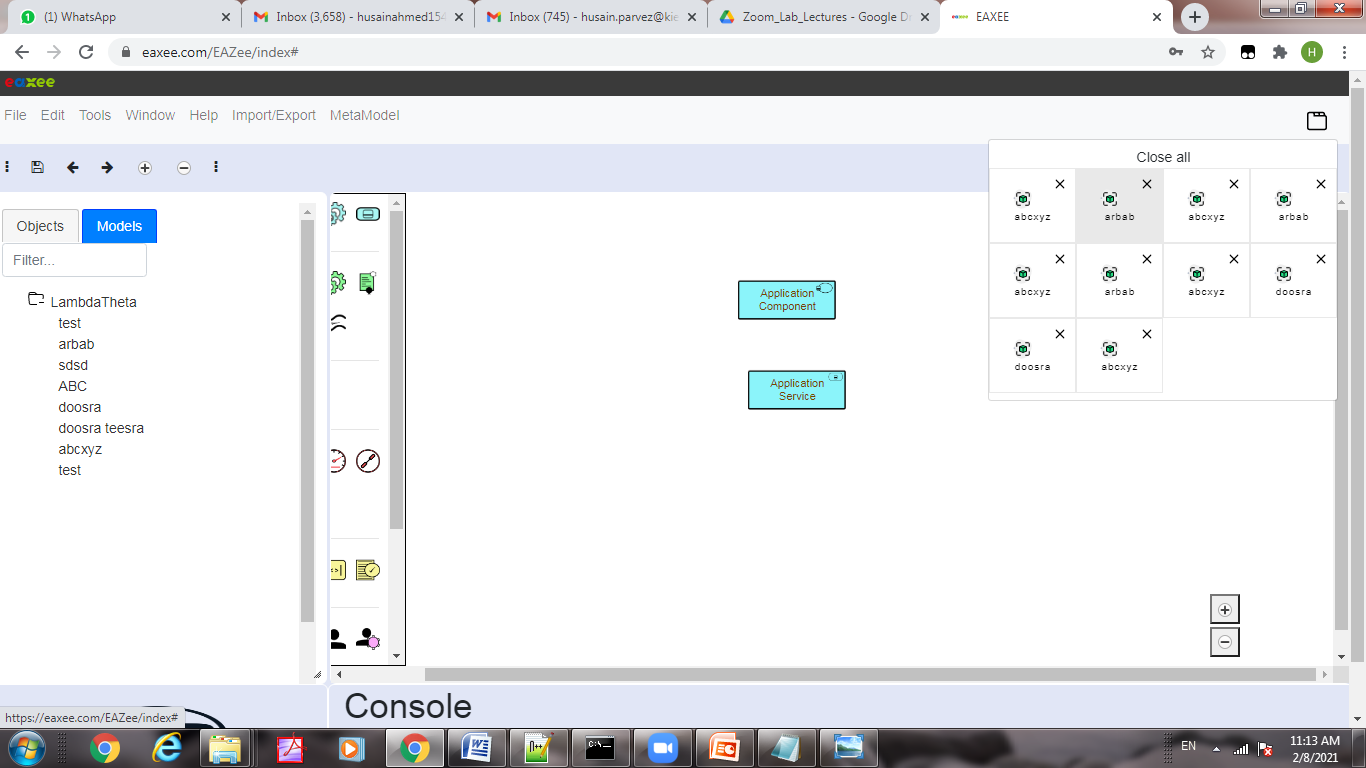 (1) WhatsApp
Inbox (3,658) - husainahmed154
Inbox (745) - husain.parvez@kie
Zoom_Lab_Lectures - Google D
EAXEE
eaxee.com/EAZee/index#
H
eaxee
File Edit Tools Window Help Import/Export MetaModel
Close all
abcxyz arbab abcxyz arbab
abcxyz arbab abcxyz doosra
doosra abcxyz
Objects Models
Filter...
LambdaTheta
test
arbab
sdsd
ABC
doosra
doosra teesra
abcxyz
test
Application
Component
Application
Service
Console
https://eaxee.com/EAZee/index#
EN
11:13 AM
2/8/2021